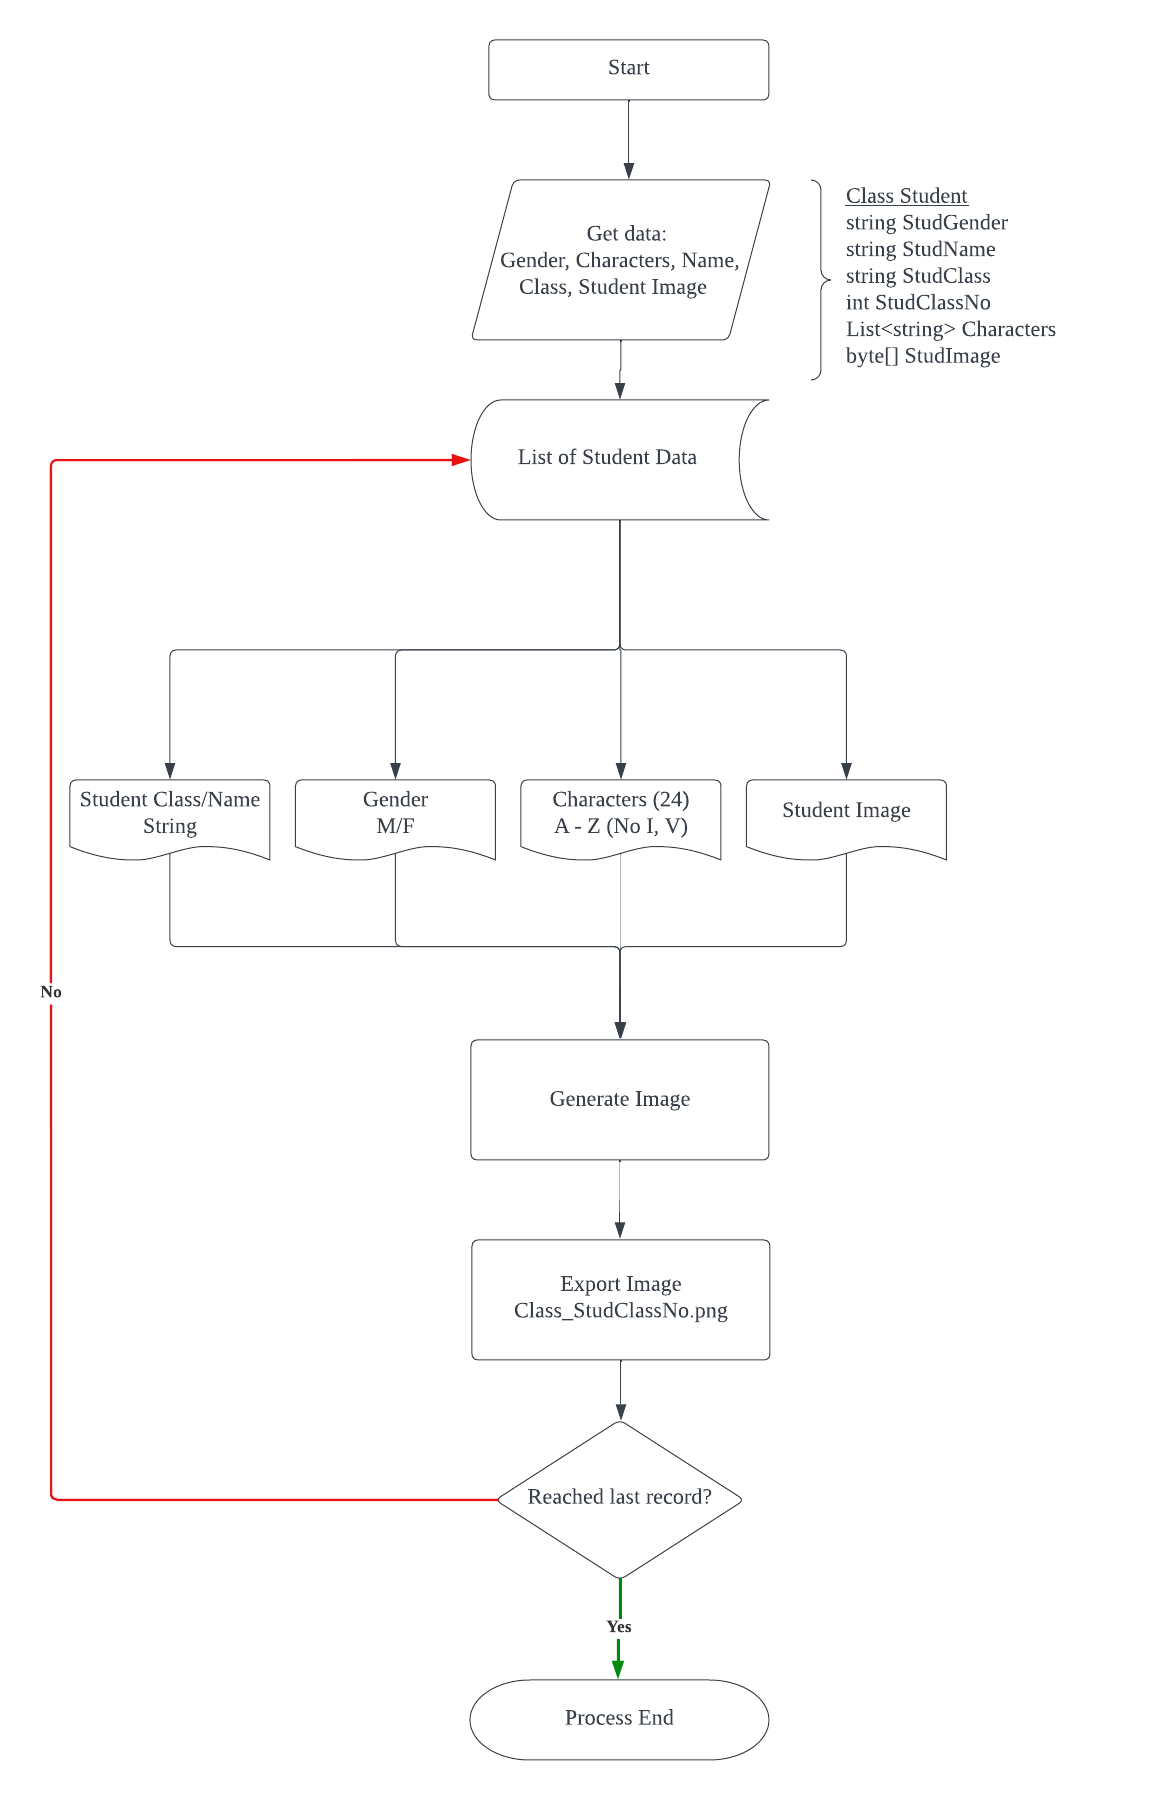 Start
Get data:
Gender, Characters, Name,
Class, Student Image
Class Student
string StudGender
string StudName
string StudClass
int StudClassNo
List<string> Characters
byte[] StudImage
List of Student Data
Student Class/Name
String
Gender
M/F
Characters (24)
A - Z (No I, V)
Student Image
No
Generate Image
Export Image
Class_StudClassNo.png
Reached last record?
Yes
Process End